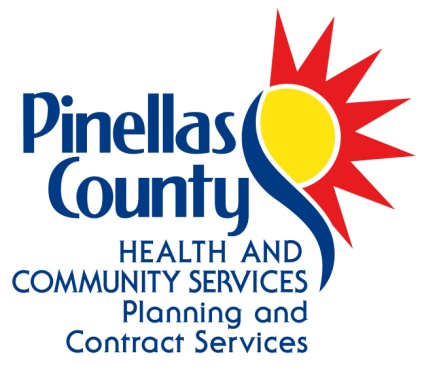 Pinellas
County
HEALTH AND
COMMUNITY SERVICES
Planning and
Contract Services